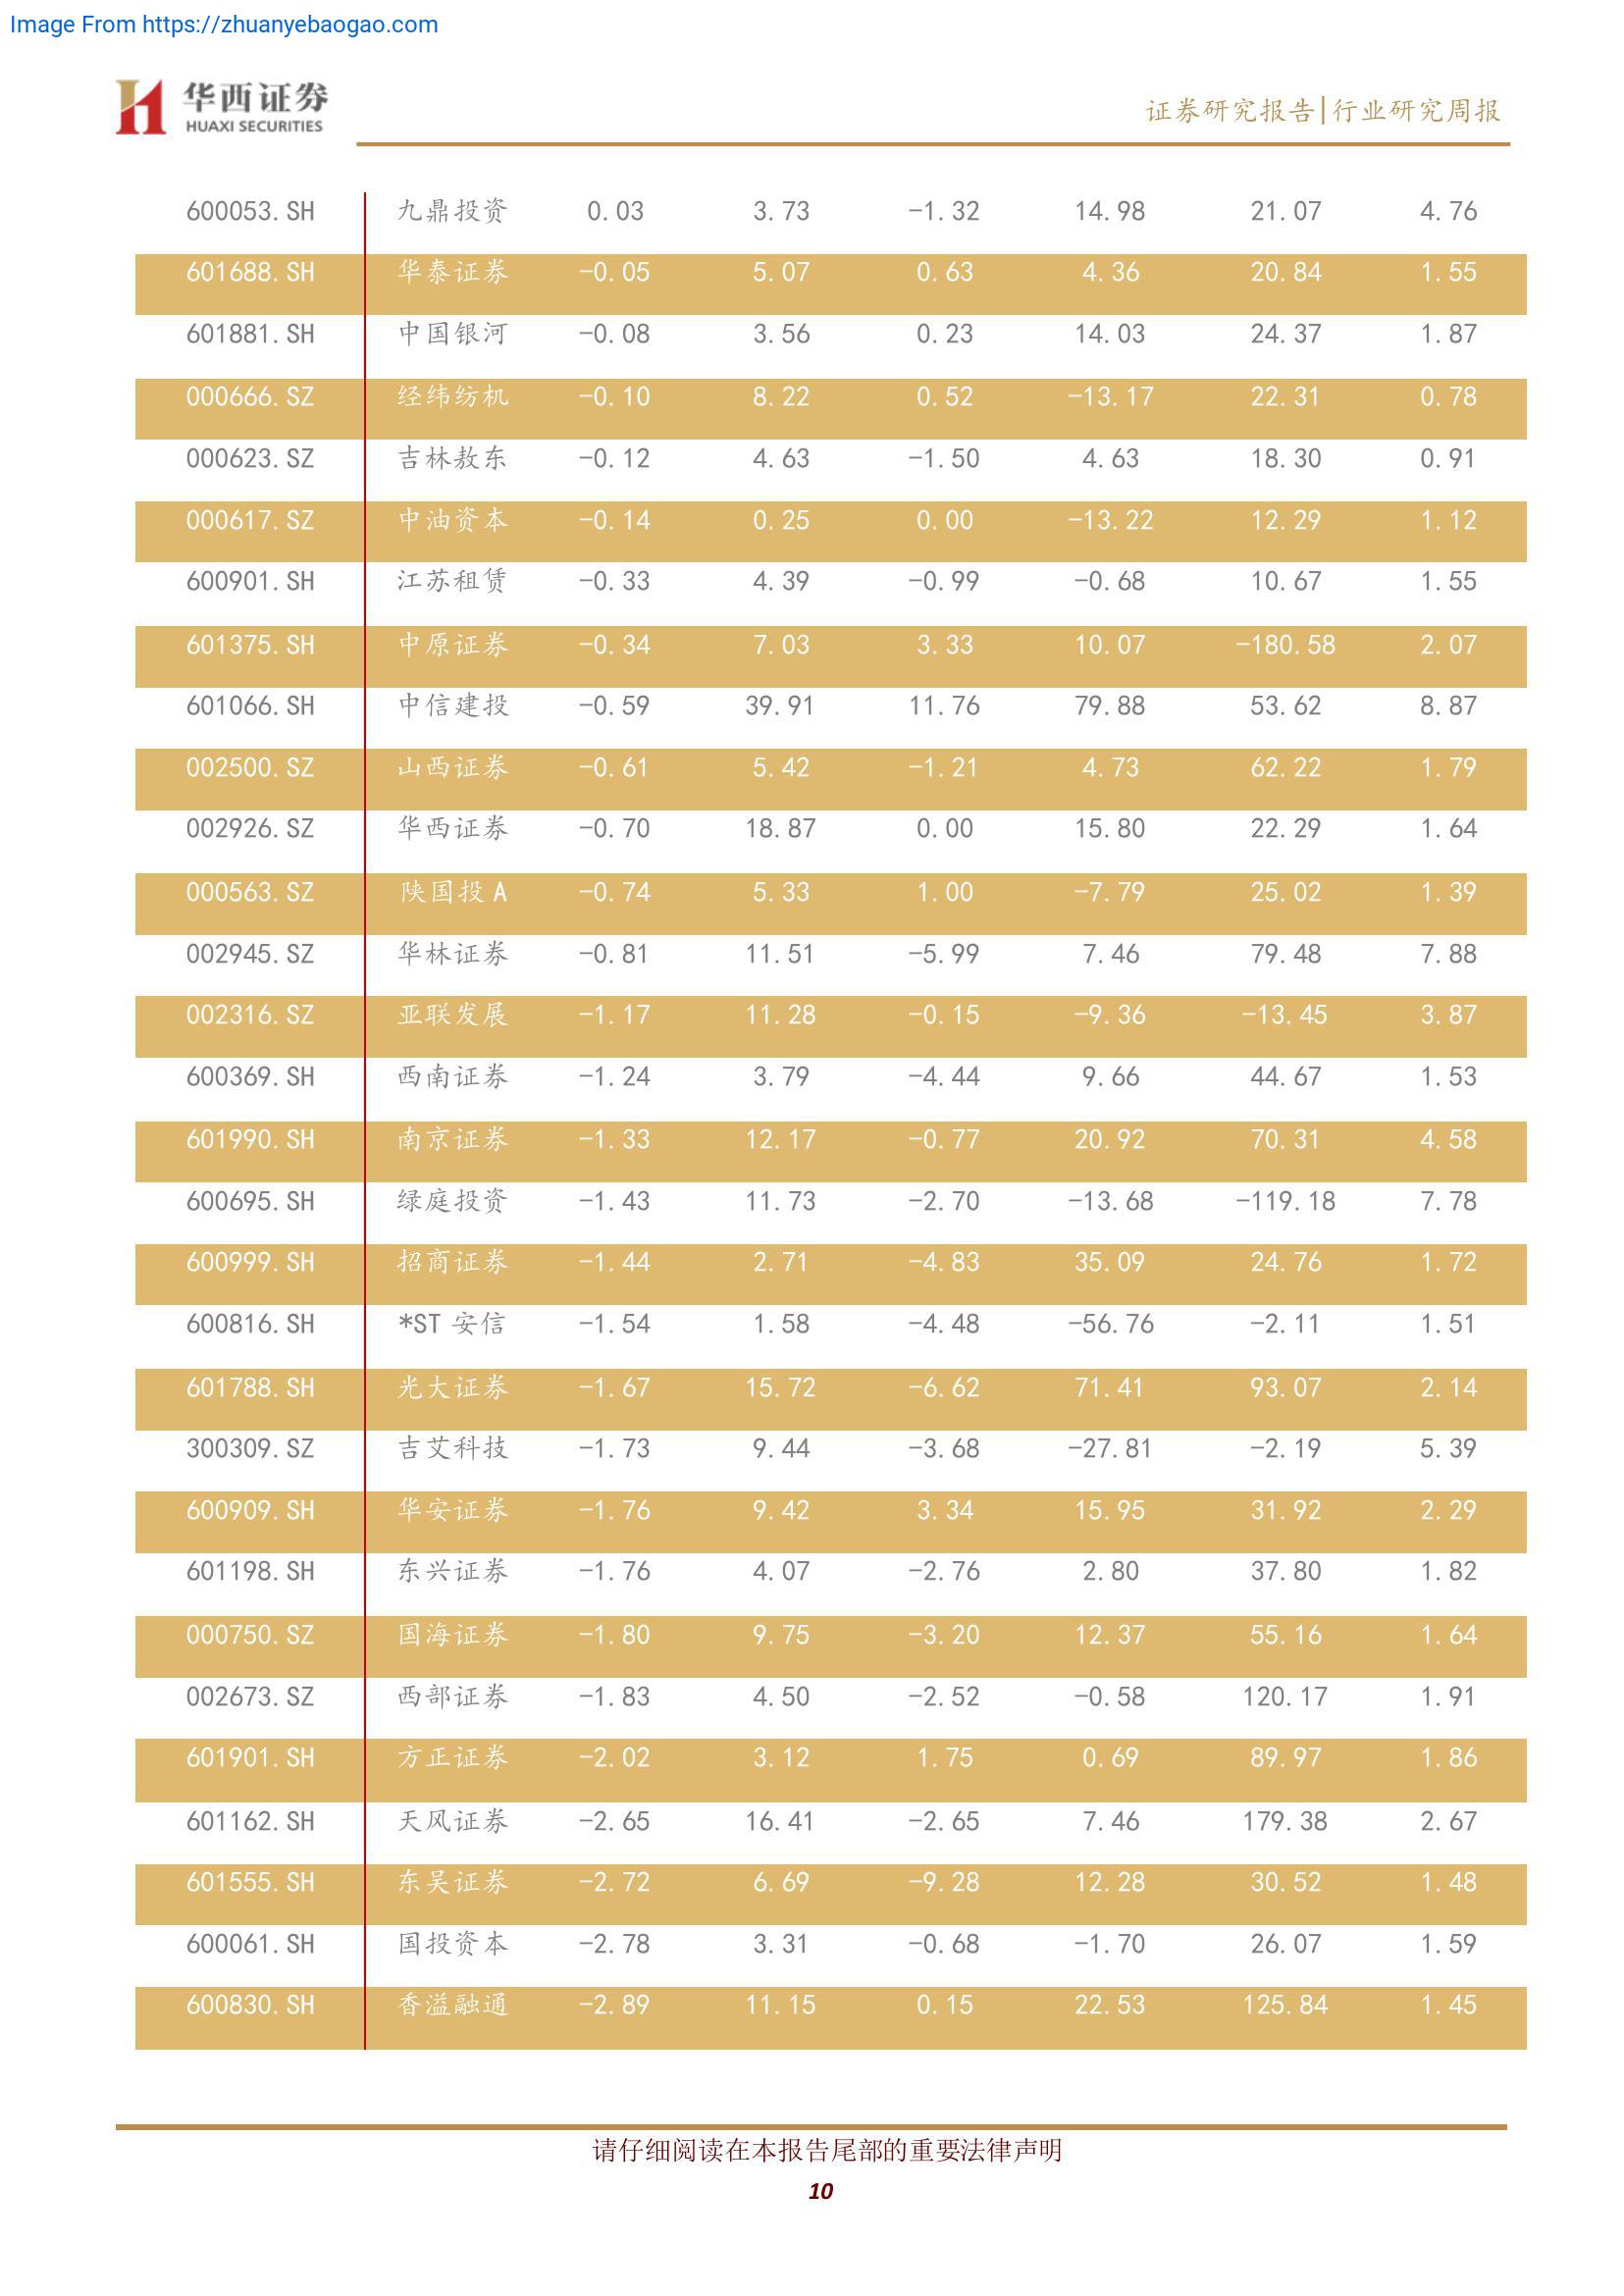 Image From https://zhuanyebaogao.com
华西证券
HUAXI SECURITIES
证券研究报告|行业研究周报
600053.SH 九鼎投资 0.03 3.73 -1.32 14.98 21.07 4.76
601688.SH 华泰证券 -0.05 5.07 0.63 4.36 20.84 1.55
601881.SH 中国银河 -0.08 3.56 0.23 14.03 24.37 1.87
000666.SZ 经纬纺机 -0.10 8.22 0.52 -13.17 22.31 0.78
000623.SZ 吉林敖东 -0.12 4.63 -1.50 4.63 18.30 0.91
000617.SZ 中油资本 -0.14 0.25 0.00 -13.22 12.29 1.12
600901.SH 江苏租赁 -0.33 4.39 -0.99 -0.68 10.67 1.55
601375.SH 中原证券 -0.34 7.03 3.33 10.07 -180.58 2.07
601066.SH 中信建投 -0.59 39.91 11.76 79.88 53.62 8.87
002500.SZ 山西证券 -0.61 5.42 -1.21 4.73 62.22 1.79
002926.SZ 华西证券 -0.70 18.87 0.00 15.80 22.29 1.64
000563.SZ 陕国投 A -0.74 5.33 1.00 -7.79 25.02 1.39
002945.SZ 华林证券 -0.81 11.51 -5.99 7.46 79.48 7.88
002316.SZ 亚联发展 -1.17 11.28 -0.15 -9.36 -13.45 3.87
600369.SH 西南证券 -1.24 3.79 -4.44 9.66 44.67 1.53
601990.SH 南京证券 -1.33 12.17 -0.77 20.92 70.31 4.58
600695.SH 绿庭投资 -1.43 11.73 -2.70 -13.68 -119.18 7.78
600999.SH 招商证券 -1.44 2.71 -4.83 35.09 24.76 1.72
600816.SH *ST 安信 -1.54 1.58 -4.48 -56.76 -2.11 1.51
601788.SH 光大证券 -1.67 15.72 -6.62 71.41 93.07 2.14
300309.SZ 吉艾科技 -1.73 9.44 -3.68 -27.81 -2.19 5.39
600909.SH 华安证券 -1.76 9.42 3.34 15.95 31.92 2.29
601198.SH 东兴证券 -1.76 4.07 -2.76 2.80 37.80 1.82
000750.SZ 国海证券 -1.80 9.75 -3.20 12.37 55.16 1.64
002673.SZ 西部证券 -1.83 4.50 -2.52 -0.58 120.17 1.91
601901.SH 方正证券 -2.02 3.12 1.75 0.69 89.97 1.86
601162.SH 天风证券 -2.65 16.41 -2.65 7.46 179.38 2.67
601555.SH 东吴证券 -2.72 6.69 -9.28 12.28 30.52 1.48
600061.SH 国投资本 -2.78 3.31 -0.68 -1.70 26.07 1.59
600830.SH 香溢融通 -2.89 11.15 0.15 22.53 125.84 1.45
请仔细阅读在本报告尾部的重要法律声明
10